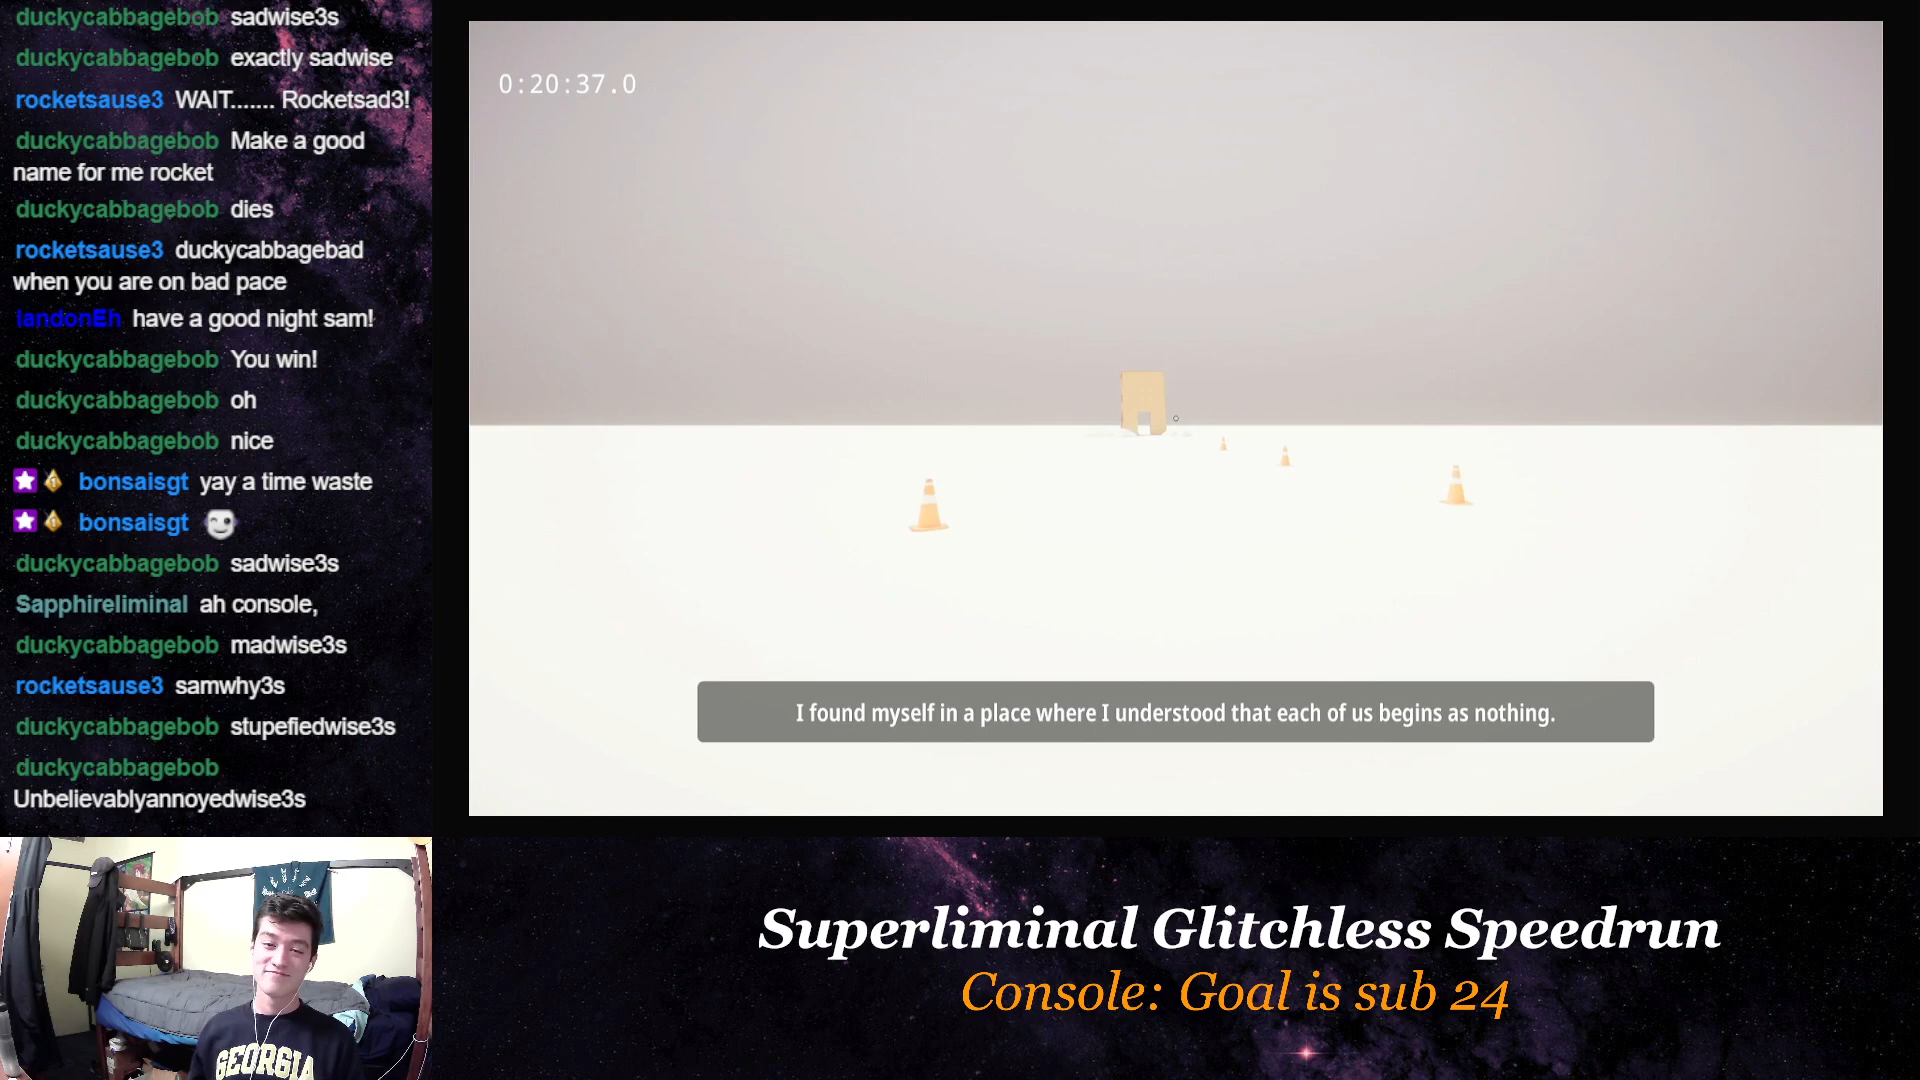 duckycabbagebob sadwise3s
duckycabbagebob exactly sadwise
rocketsause3 WAIT....... Rocketsad3!
duckycabbagebob Make a good
name for me rocket
duckycabbagebob dies
rocketsause3 duckycabbagebad
when you are on bad pace
landonEh have a good night sam!
duckycabbagebob You win!
duckycabbagebob oh
duckycabbagebob nice
bonsaisgt yay a time waste
bonsaisgt
duckycabbagebob sadwise3s
Sapphireliminal ah console,
duckycabbagebob madwise3s
rocketsause3 samwhy3s
duckycabbagebob stupefiedwise3s
duckycabbagebob
Unbelievablyannoyedwise3s
0:20:37.0
I found myself in a place where I understood that each of us begins as nothing.
GEORGIA
Superliminal Glitchless Speedrun
Console: Goal is sub 24